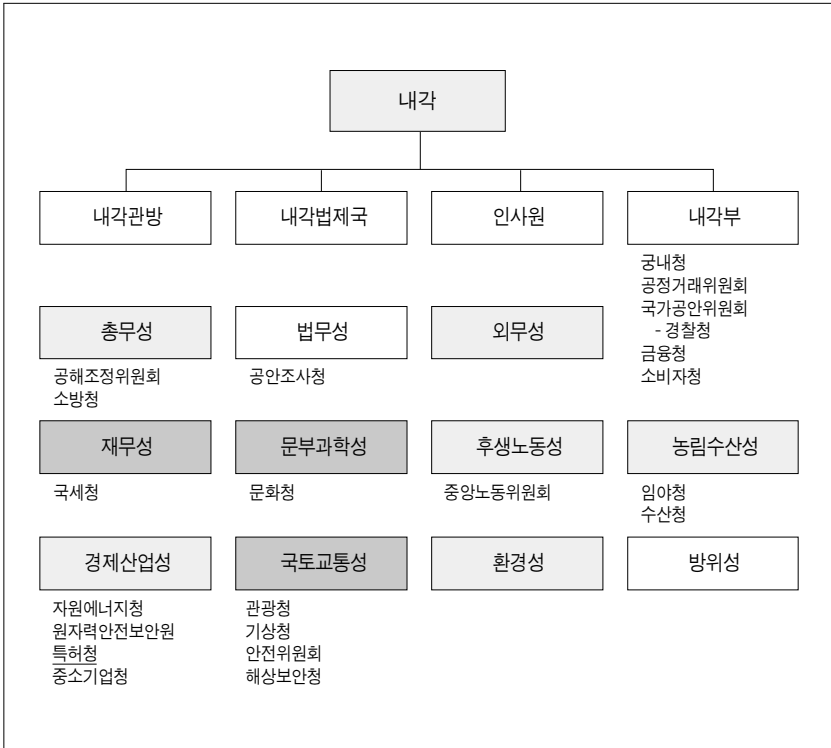 내각
내각관방
내각법제국
인사원
내각부
궁내청
공정거래위원회
국가공안위원회
- 경찰청
금융청
소비자청
총무성
공해조정위원회
소방청
법무성
공안조사청
외무성
재무성
국세청
문부과학성
문화청
후생노동성
중앙노동위원회
농림수산성
임야청
수산청
경제산업성
자원에너지청
원자력안전보안원
특허청
중소기업청
국토교통성
관광청
기상청
안전위원회
해상보안청
환경성
방위성